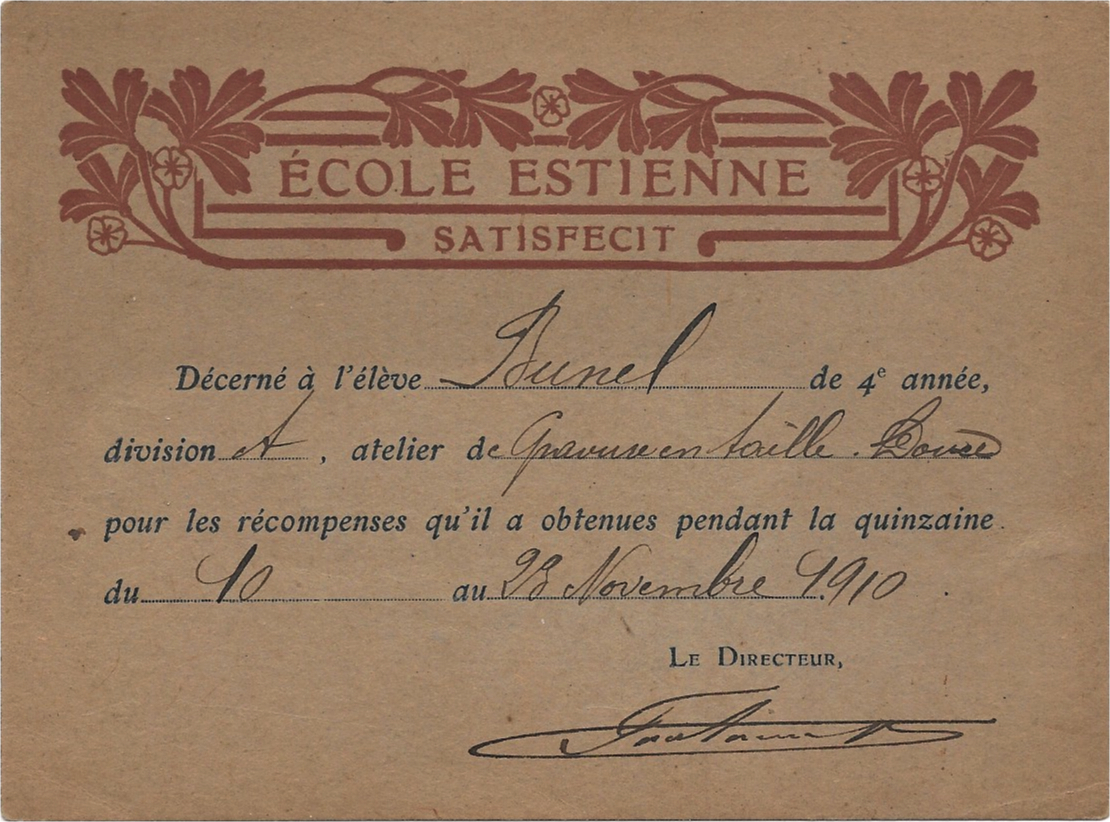 ÉCOLE ESTIENNE
SATISFECIT
Décerné à l'élève Bunel de 4e année,
division A, atelier de Gravure en taille. Douce
pour les récompenses qu'il a obtenues pendant la quinzaine
du 10 au 23 Novembre 1910.
LE DIRECTEUR,